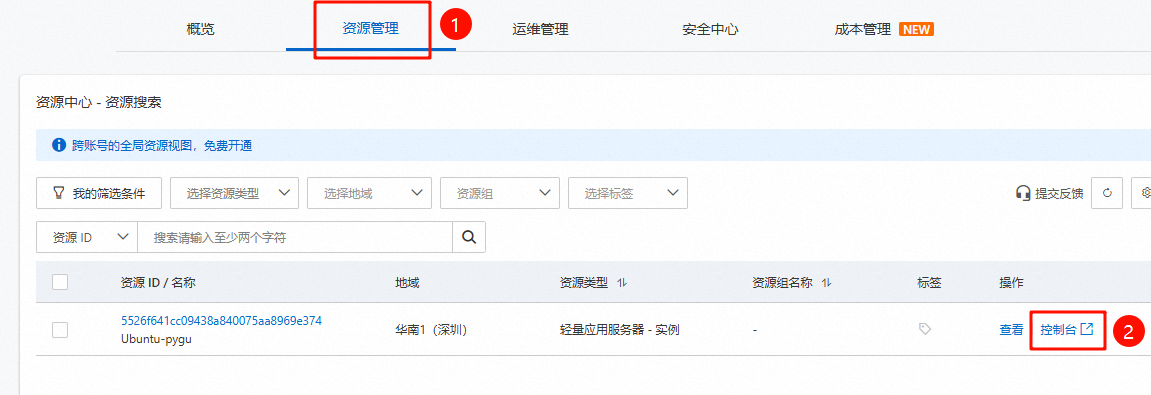 概览 资源管理 1 运维管理 安全中心 成本管理 NEW
资源中心 - 资源搜索
跨账号的全局资源视图，免费开通
我的筛选条件 选择资源类型 选择地域 资源组 选择标签 提交反馈
资源 ID 搜索请输入至少两个字符
资源 ID / 名称 地域 资源类型 资源组名称 标签 操作
5526f641cc09438a840075aa8969e374
Ubuntu-pygu 华南1（深圳） 轻量应用服务器 - 实例 - 查看 控制台 2